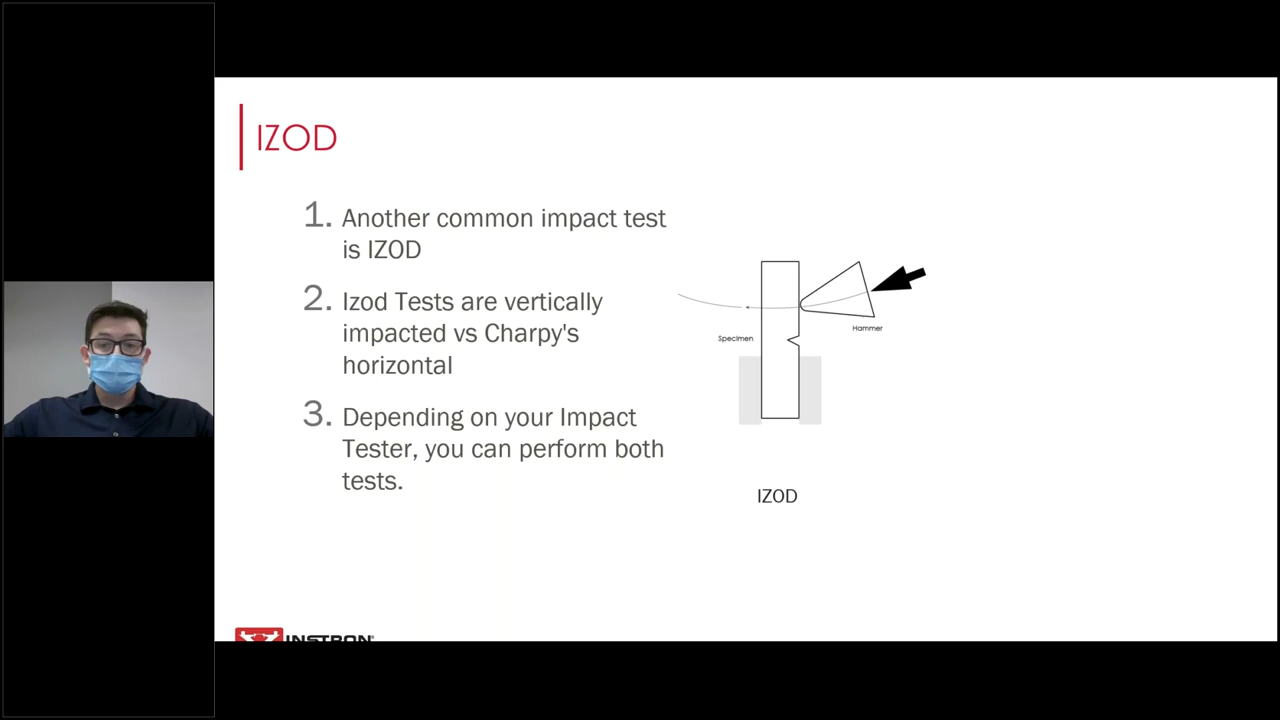 IZOD
1. Another common impact test
is IZOD
2. Izod Tests are vertically
impacted vs Charpy's
horizontal
3. Depending on your Impact
Tester, you can perform both
tests.
Specimen
Hammer
IZOD
INSTRON®